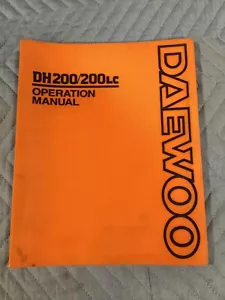 DH200/200LC
OPERATION
MANUAL
DAEWOO